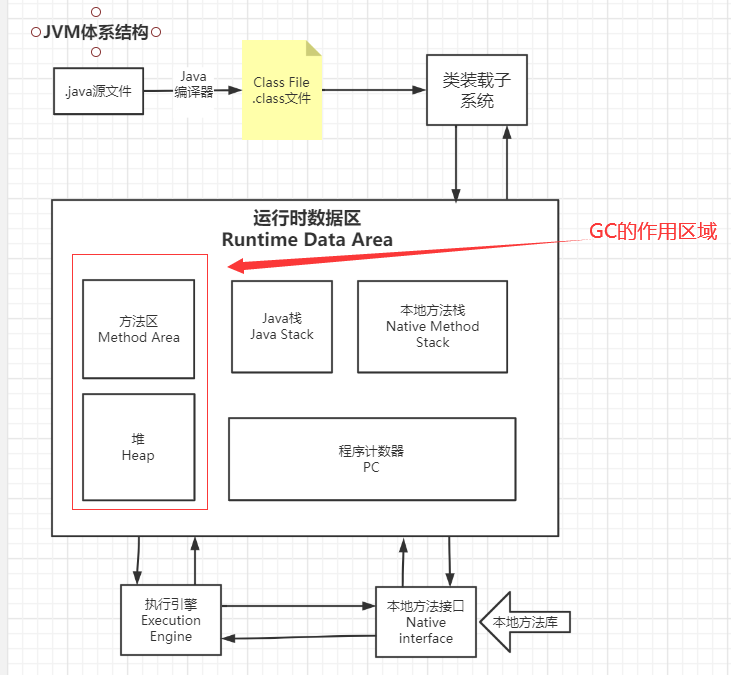 JVM体系结构
.java源文件
Java
编译器
Class File
.class文件
类装载子
系统
运行时数据区
Runtime Data Area
GC的作用区域
方法区
Method Area
Java栈
Java Stack
本地方法栈
Native Method
Stack
堆
Heap
程序计数器
PC
执行引擎
Execution
Engine
本地方法接口
Native
interface
本地方法库